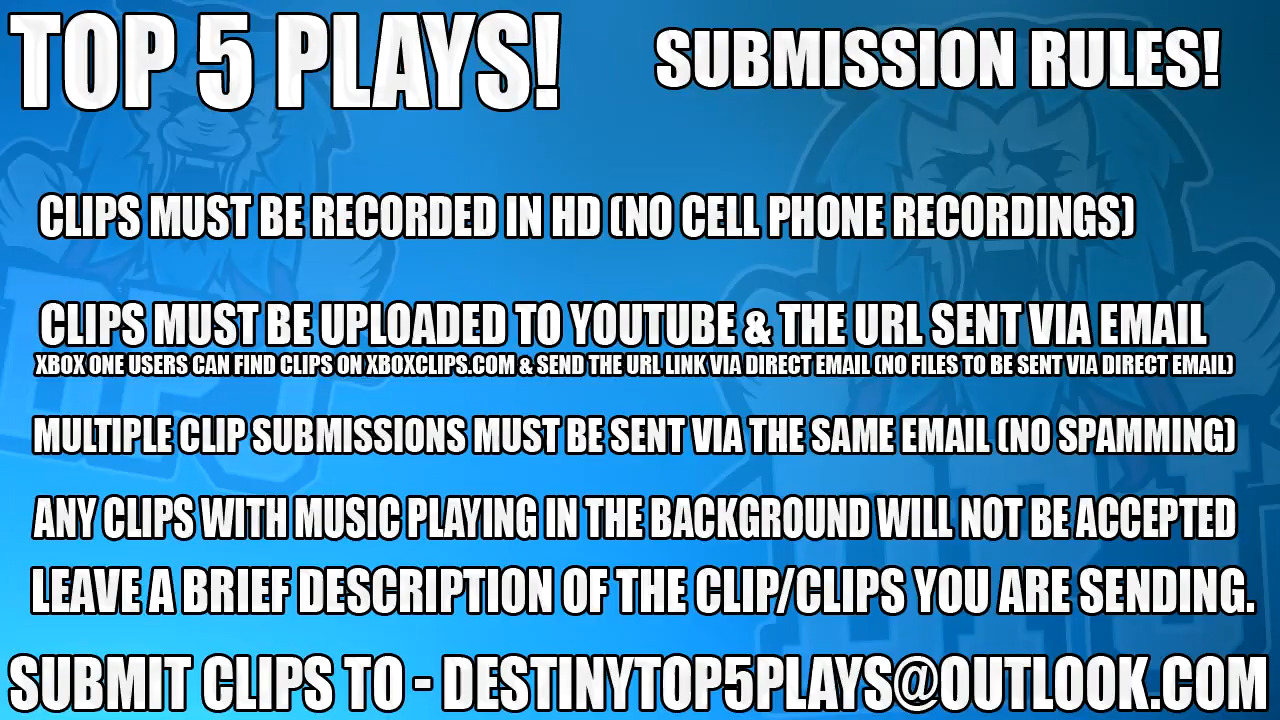 TOP 5 PLAYS!
SUBMISSION RULES!
CLIPS MUST BE RECORDED IN HD (NO CELL PHONE RECORDINGS)
CLIPS MUST BE UPLOADED TO YOUTUBE & THE URL SENT VIA EMAIL
XBOX ONE USERS CAN FIND CLIPS ON XBOXCLIPS.COM & SEND THE URL LINK VIA DIRECT EMAIL (NO FILES TO BE SENT VIA DIRECT EMAIL)
MULTIPLE CLIP SUBMISSIONS MUST BE SENT VIA THE SAME EMAIL (NO SPAMMING)
ANY CLIPS WITH MUSIC PLAYING IN THE BACKGROUND WILL NOT BE ACCEPTED
LEAVE A BRIEF DESCRIPTION OF THE CLIP/CLIPS YOU ARE SENDING.
SUBMIT CLIPS TO - DESTINYTOP5PLAYS@OUTLOOK.COM